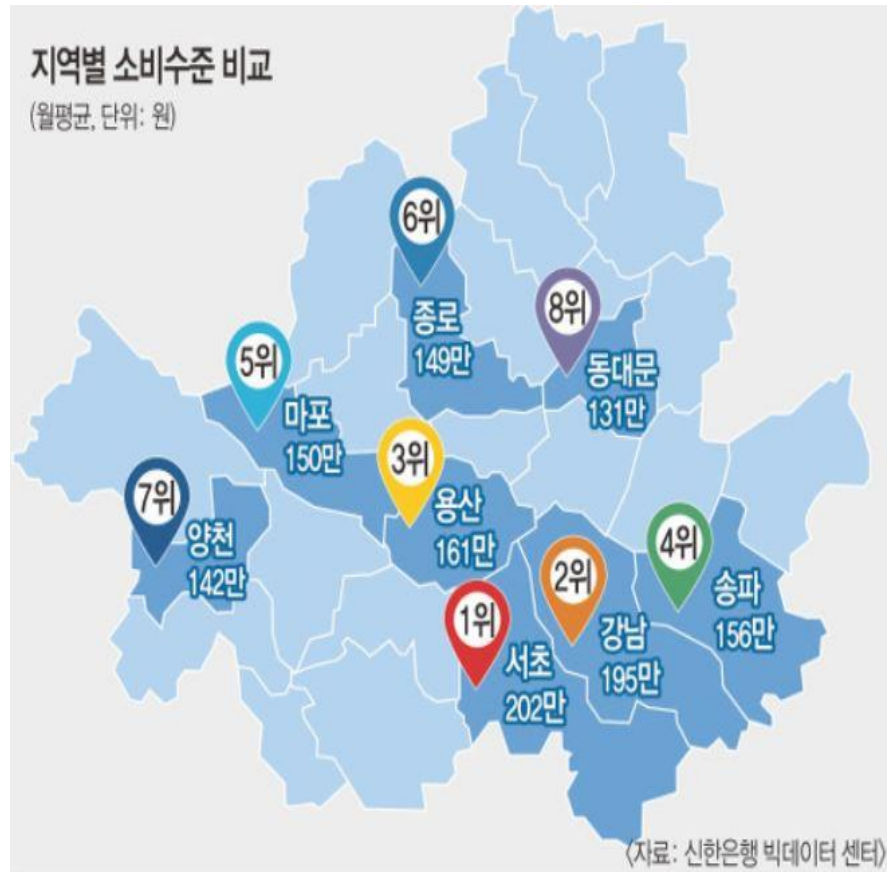 지역별 소비수준 비교
(월평균, 단위: 원)
6위
종로
149만
8위
동대문
131만
5위
마포
150만
3위
용산
161만
7위
양천
142만
4위
송파
156만
2위
강남
195만
1위
서초
202만
〈자료: 신한은행 빅데이터 센터〉